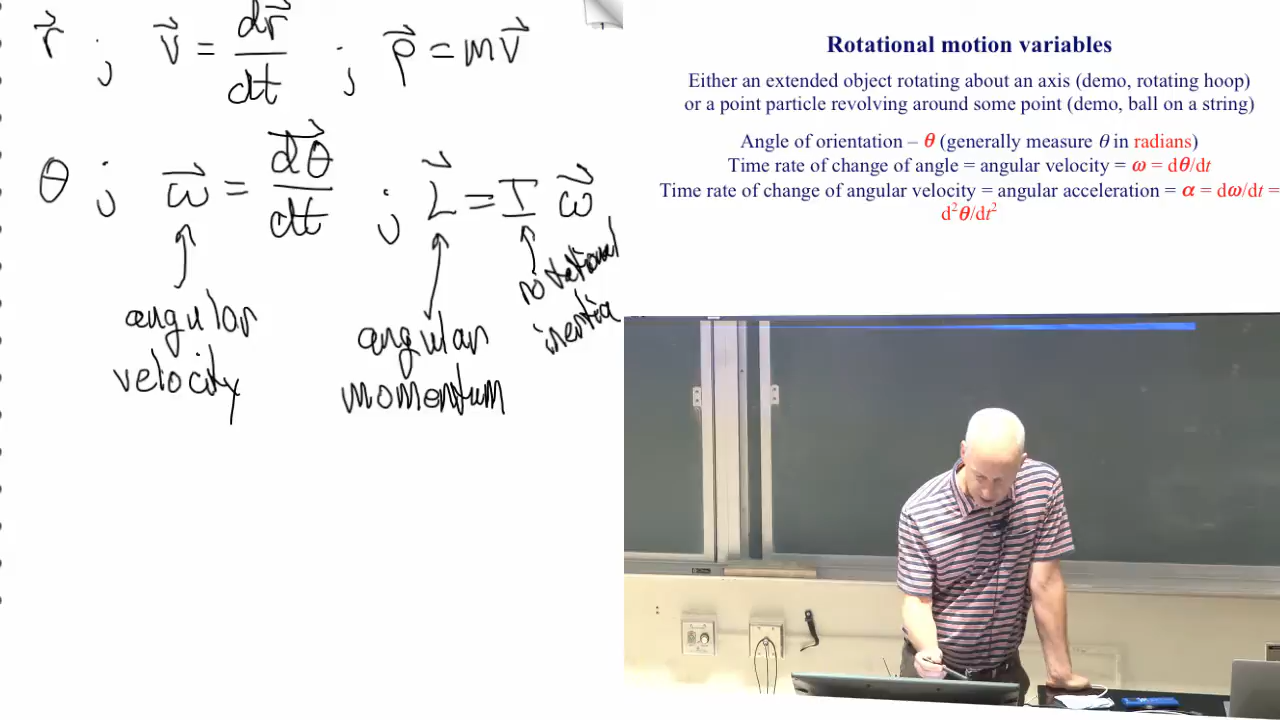 r⃗ ; v⃗ = dr⃗/dt ; p⃗ = mv⃗
θ ; ω⃗ = dθ⃗/dt ; L⃗ = I ω⃗
rotational
inertia
angular
velocity
angular
momentum
Rotational motion variables
Either an extended object rotating about an axis (demo, rotating hoop)
or a point particle revolving around some point (demo, ball on a string)
Angle of orientation – θ (generally measure θ in radians)
Time rate of change of angle = angular velocity = ω = dθ/dt
Time rate of change of angular velocity = angular acceleration = α = dω/dt =
d²θ/dt²